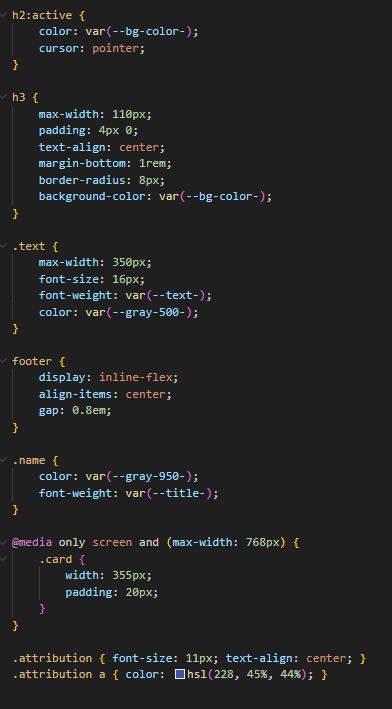 h2:active {
    color: var(--bg-color-);
    cursor: pointer;
}

h3 {
    max-width: 110px;
    padding: 4px 0;
    text-align: center;
    margin-bottom: 1rem;
    border-radius: 8px;
    background-color: var(--bg-color-);
}

.text {
    max-width: 350px;
    font-size: 16px;
    font-weight: var(--text-);
    color: var(--gray-500-);
}

footer {
    display: inline-flex;
    align-items: center;
    gap: 0.8em;
}

.name {
    color: var(--gray-950-);
    font-weight: var(--title-);
}

@media only screen and (max-width: 768px) {
    .card {
        width: 355px;
        padding: 20px;
    }
}

.attribution { font-size: 11px; text-align: center; }
.attribution a { color: hsl(228, 45%, 44%); }